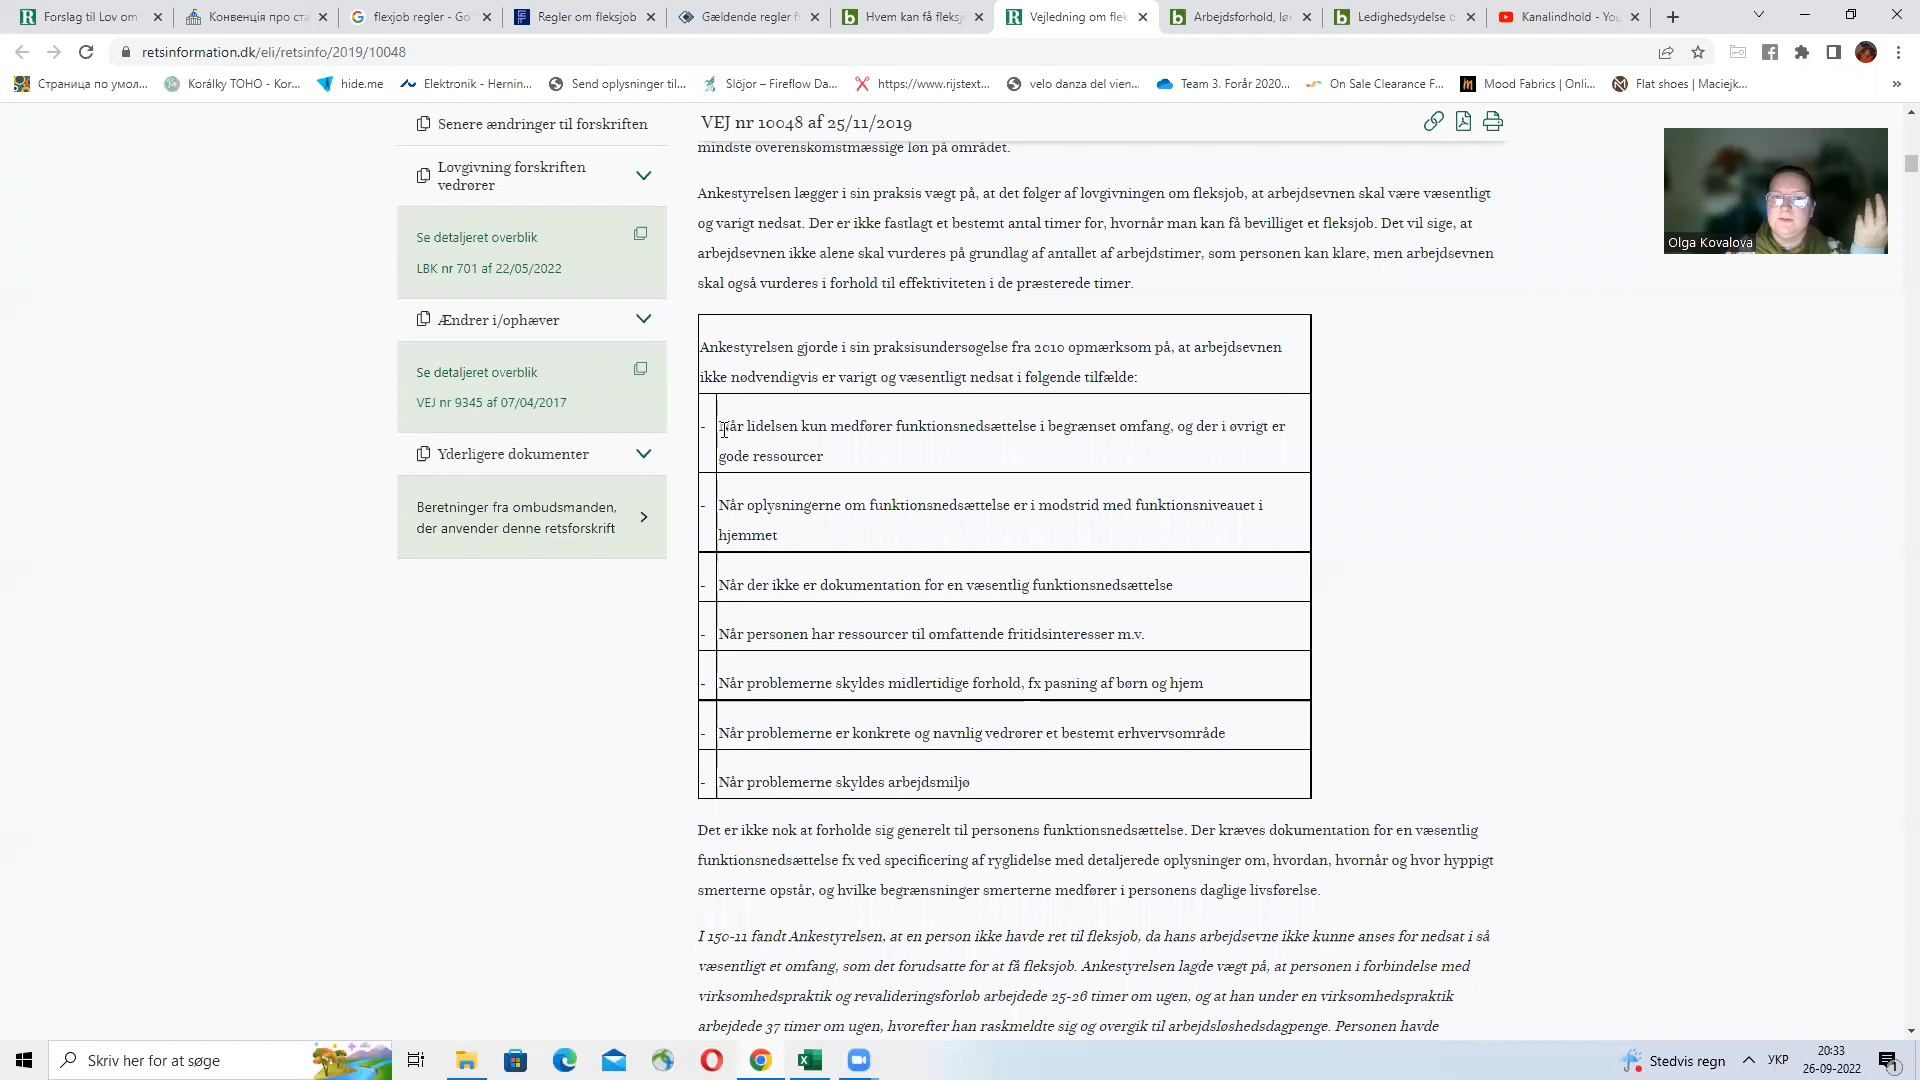 Forslag til Lov om
Конвенція про ста
flexjob regler - Go
Regler om fleksjob
Gældende regler f
Hvem kan få fleksj
Vejledning om flek
Arbejdsforhold, løn
Ledighedsydelse o
Kanalindhold - You
retsinformation.dk/eli/retsinfo/2019/10048
Страница по умол...
Korálky TOHO - Kor...
hide.me
Elektronik - Hernin...
Send oplysninger til...
Slöjor – Fireflow Da...
https://www.rijstext...
velo danza del vien...
Team 3. Forår 2020...
On Sale Clearance F...
Mood Fabrics | Onli...
Flat shoes | Maciejk...
Senere ændringer til forskriften
Lovgivning forskriften
vedrører
Se detaljeret overblik
LBK nr 701 af 22/05/2022
Ændrer i/ophæver
Se detaljeret overblik
VEJ nr 9345 af 07/04/2017
Yderligere dokumenter
Beretninger fra ombudsmanden,
der anvender denne retsforskrift
VEJ nr 10048 af 25/11/2019
mindste overenskomstmæssige løn på området.
Ankestyrelsen lægger i sin praksis vægt på, at det følger af lovgivningen om fleksjob, at arbejdsevnen skal være væsentligt
og varigt nedsat. Der er ikke fastlagt et bestemt antal timer for, hvornår man kan få bevilliget et fleksjob. Det vil sige, at
arbejdsevnen ikke alene skal vurderes på grundlag af antallet af arbejdstimer, som personen kan klare, men arbejdsevnen
skal også vurderes i forhold til effektiviteten i de præsterede timer.
Ankestyrelsen gjorde i sin praksisundersøgelse fra 2010 opmærksom på, at arbejdsevnen
ikke nødvendigvis er varigt og væsentligt nedsat i følgende tilfælde:
- Når lidelsen kun medfører funktionsnedsættelse i begrænset omfang, og der i øvrigt er
gode ressourcer
- Når oplysningerne om funktionsnedsættelse er i modstrid med funktionsniveauet i
hjemmet
- Når der ikke er dokumentation for en væsentlig funktionsnedsættelse
- Når personen har ressourcer til omfattende fritidsinteresser m.v.
- Når problemerne skyldes midlertidige forhold, fx pasning af børn og hjem
- Når problemerne er konkrete og navnlig vedrører et bestemt erhvervsområde
- Når problemerne skyldes arbejdsmiljø
Det er ikke nok at forholde sig generelt til personens funktionsnedsættelse. Der kræves dokumentation for en væsentlig
funktionsnedsættelse fx ved specificering af ryglidelse med detaljerede oplysninger om, hvordan, hvornår og hvor hyppigt
smerterne opstår, og hvilke begrænsninger smerterne medfører i personens daglige livsførelse.
I 150-11 fandt Ankestyrelsen, at en person ikke havde ret til fleksjob, da hans arbejdsevne ikke kunne anses for nedsat i så
væsentligt et omfang, som det forudsatte for at få fleksjob. Ankestyrelsen lagde vægt på, at personen i forbindelse med
virksomhedspraktik og revalideringsforløb arbejdede 25-26 timer om ugen, og at han under en virksomhedspraktik
arbejdede 37 timer om ugen, hvorefter han raskmeldte sig og overgik til arbejdsløshedsdagpenge. Personen havde
Olga Kovalova
Skriv her for at søge
Stedvis regn
УКР
20:33
26-09-2022